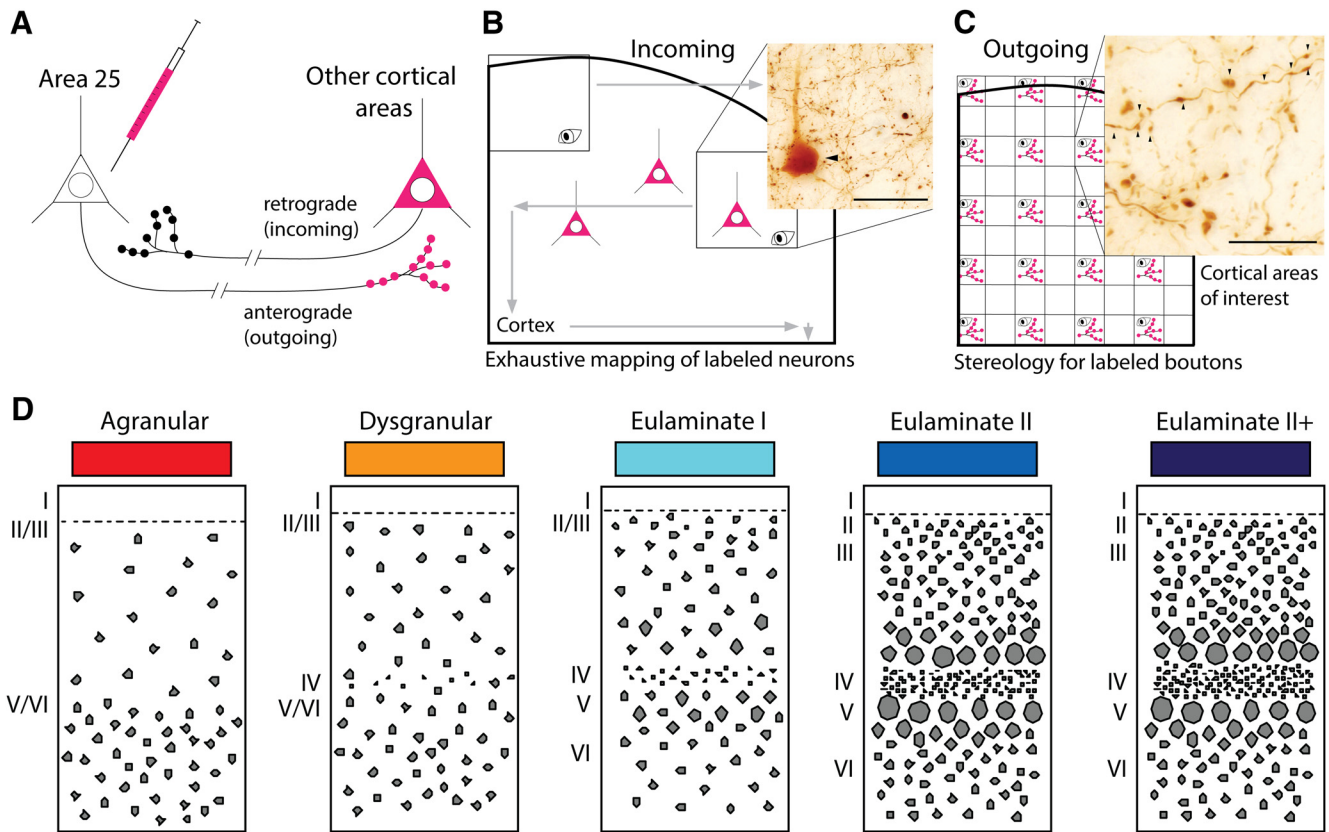 A
Area 25
Other cortical
areas
retrograde
(incoming)
anterograde
(outgoing)
B
Incoming
Cortex
Exhaustive mapping of labeled neurons
C
Outgoing
Cortical areas
of interest
Stereology for labeled boutons
D
Agranular
I
II/III
V/VI
Dysgranular
II/III
IV
V/VI
Eulaminate I
II/III
IV
V
VI
Eulaminate II
I
II
III
IV
V
VI
Eulaminate II+
I
II
III
IV
V
VI